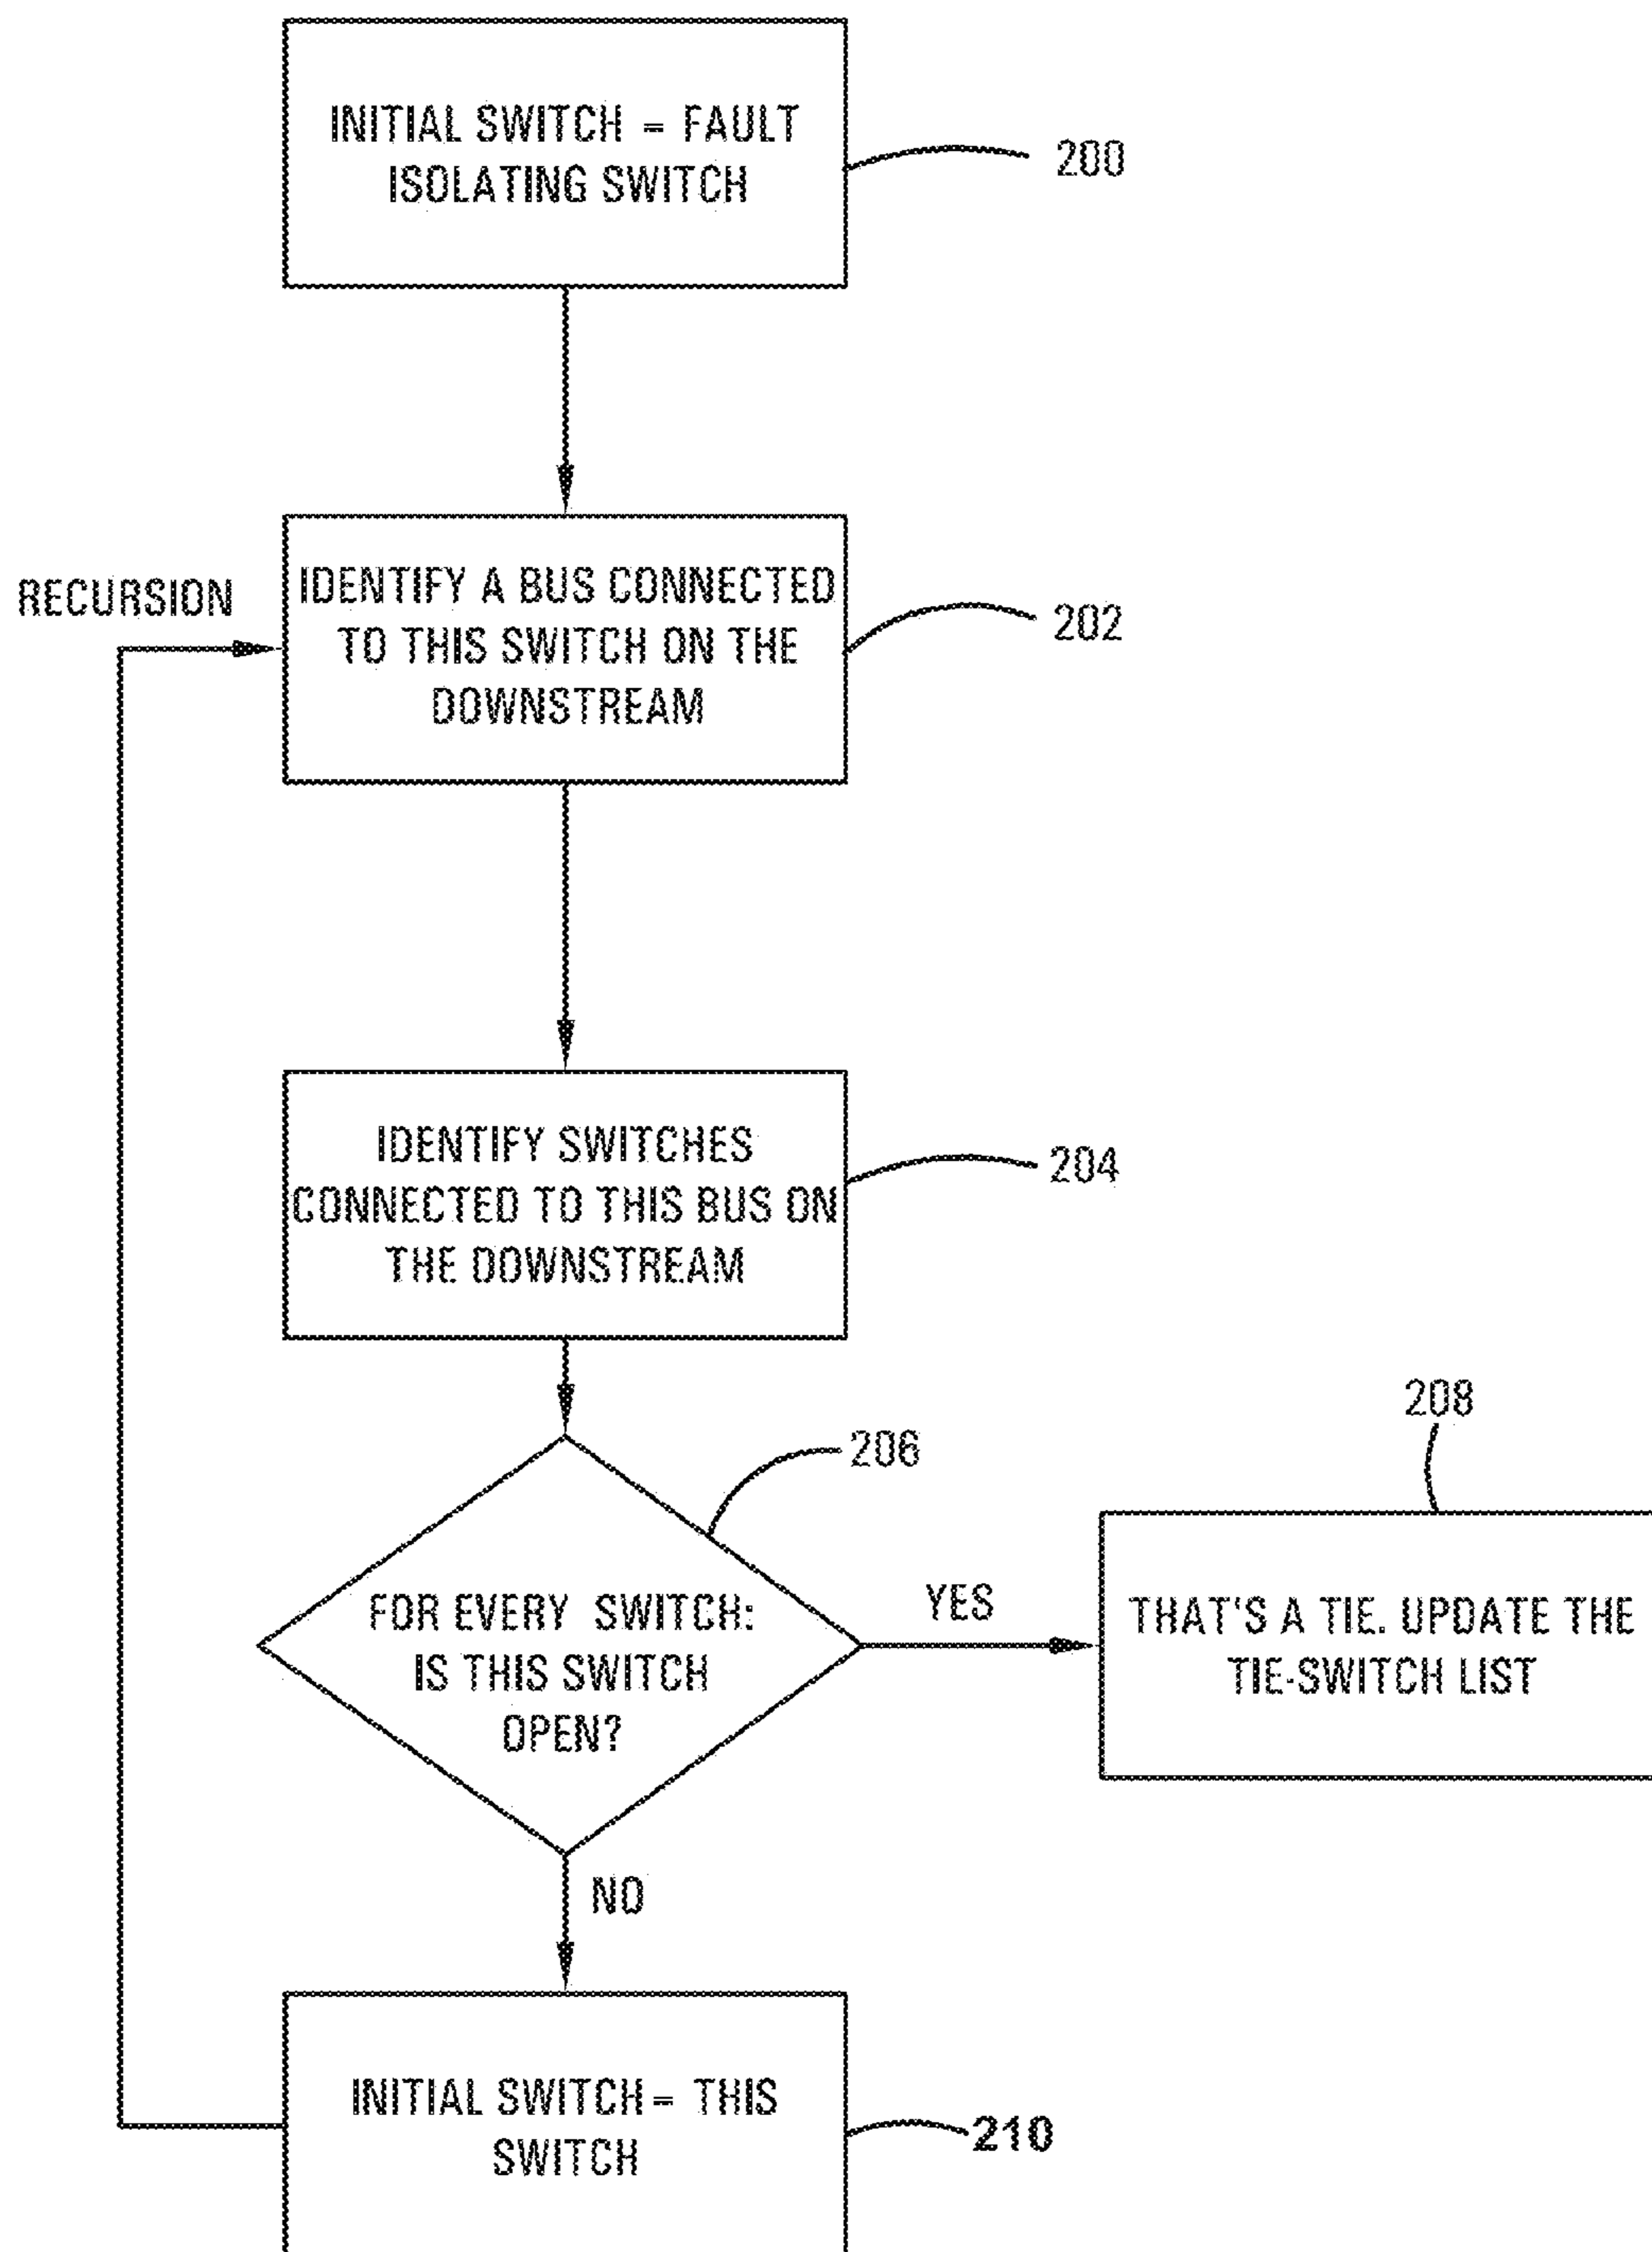 INITIAL SWITCH = FAULT
ISOLATING SWITCH
200
RECURSION
IDENTIFY A BUS CONNECTED
TO THIS SWITCH ON THE
DOWNSTREAM
202
IDENTIFY SWITCHES
CONNECTED TO THIS BUS ON
THE DOWNSTREAM
204
206
FOR EVERY SWITCH:
IS THIS SWITCH
OPEN?
YES
208
THAT'S A TIE. UPDATE THE
TIE-SWITCH LIST
NO
INITIAL SWITCH = THIS
SWITCH
210